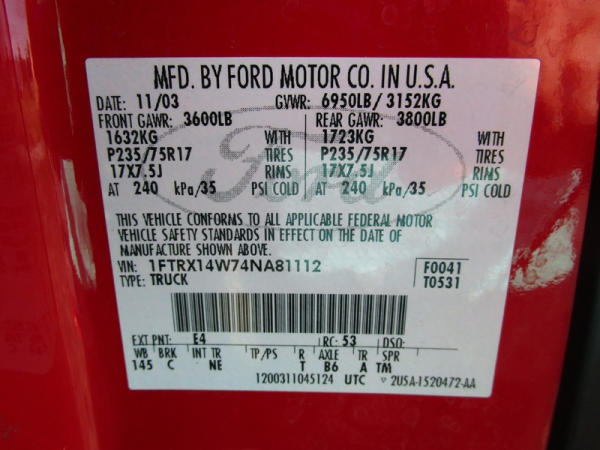 MFD. BY FORD MOTOR CO. IN U.S.A.
DATE: 11/03 GVWR: 6950LB/ 3152KG
FRONT GAWR: 3600LB REAR GAWR: 3800LB
1632KG WITH 1723KG WITH
P235/75R17 TIRES P235/75R17 TIRES
17X7.5J RIMS 17X7.5J RIMS
AT 240 kPa/35 PSI COLD AT 240 kPa/35 PSI COLD
Ford
THIS VEHICLE CONFORMS TO ALL APPLICABLE FEDERAL MOTOR
VEHICLE SAFETY STANDARDS IN EFFECT ON THE DATE OF
MANUFACTURE SHOWN ABOVE.
VIN: 1FTRX14W74NA81112 F0041
TYPE: TRUCK T0531
EXT PNT: E4 RC: 53 DSO:
WB BRK INT TR TP/PS R AXLE TR SPR
145 C NE T B6 A TM
1200311045124 UTC ▽ 2U5A-1520472-AA